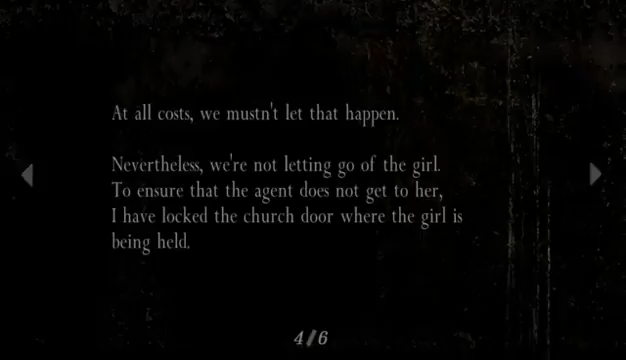 At all costs, we mustn't let that happen.
Nevertheless, we're not letting go of the girl.
To ensure that the agent does not get to her,
I have locked the church door where the girl is
being held.
4/6